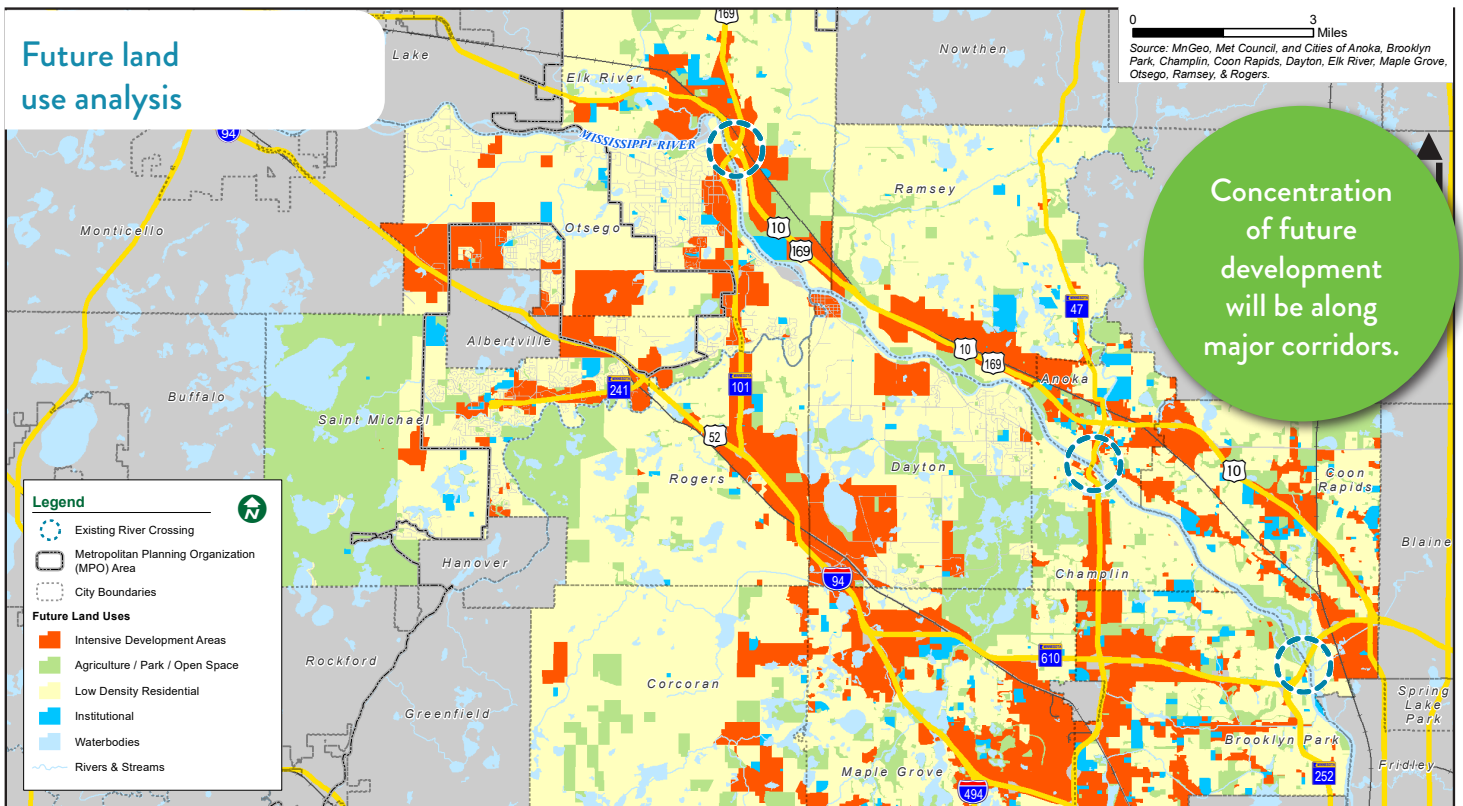 Future land
use analysis
0 3
Miles
Source: MnGeo, Met Council, and Cities of Anoka, Brooklyn
Park, Champlin, Coon Rapids, Dayton, Elk River, Maple Grove,
Otsego, Ramsey, & Rogers.
Concentration
of future
development
will be along
major corridors.
169
Lake
Nowthen
Elk River
94
MISSISSIPPI RIVER
Ramsey
Monticello
Otsego
10
169
MINNESOTA
47
Albertville
10
169
Anoka
MINNESOTA
241
MINNESOTA
101
Buffalo
Saint Michael
52
Dayton
Rogers
10
Coon
Rapids
Blaine
Hanover
Champlin
94
Rockford
MINNESOTA
610
Corcoran
Greenfield
Spring
Lake
Park
Brooklyn Park
Maple Grove
Fridley
MINNESOTA
252
494
Legend
N
Existing River Crossing
Metropolitan Planning Organization
(MPO) Area
City Boundaries
Future Land Uses
Intensive Development Areas
Agriculture / Park / Open Space
Low Density Residential
Institutional
Waterbodies
Rivers & Streams